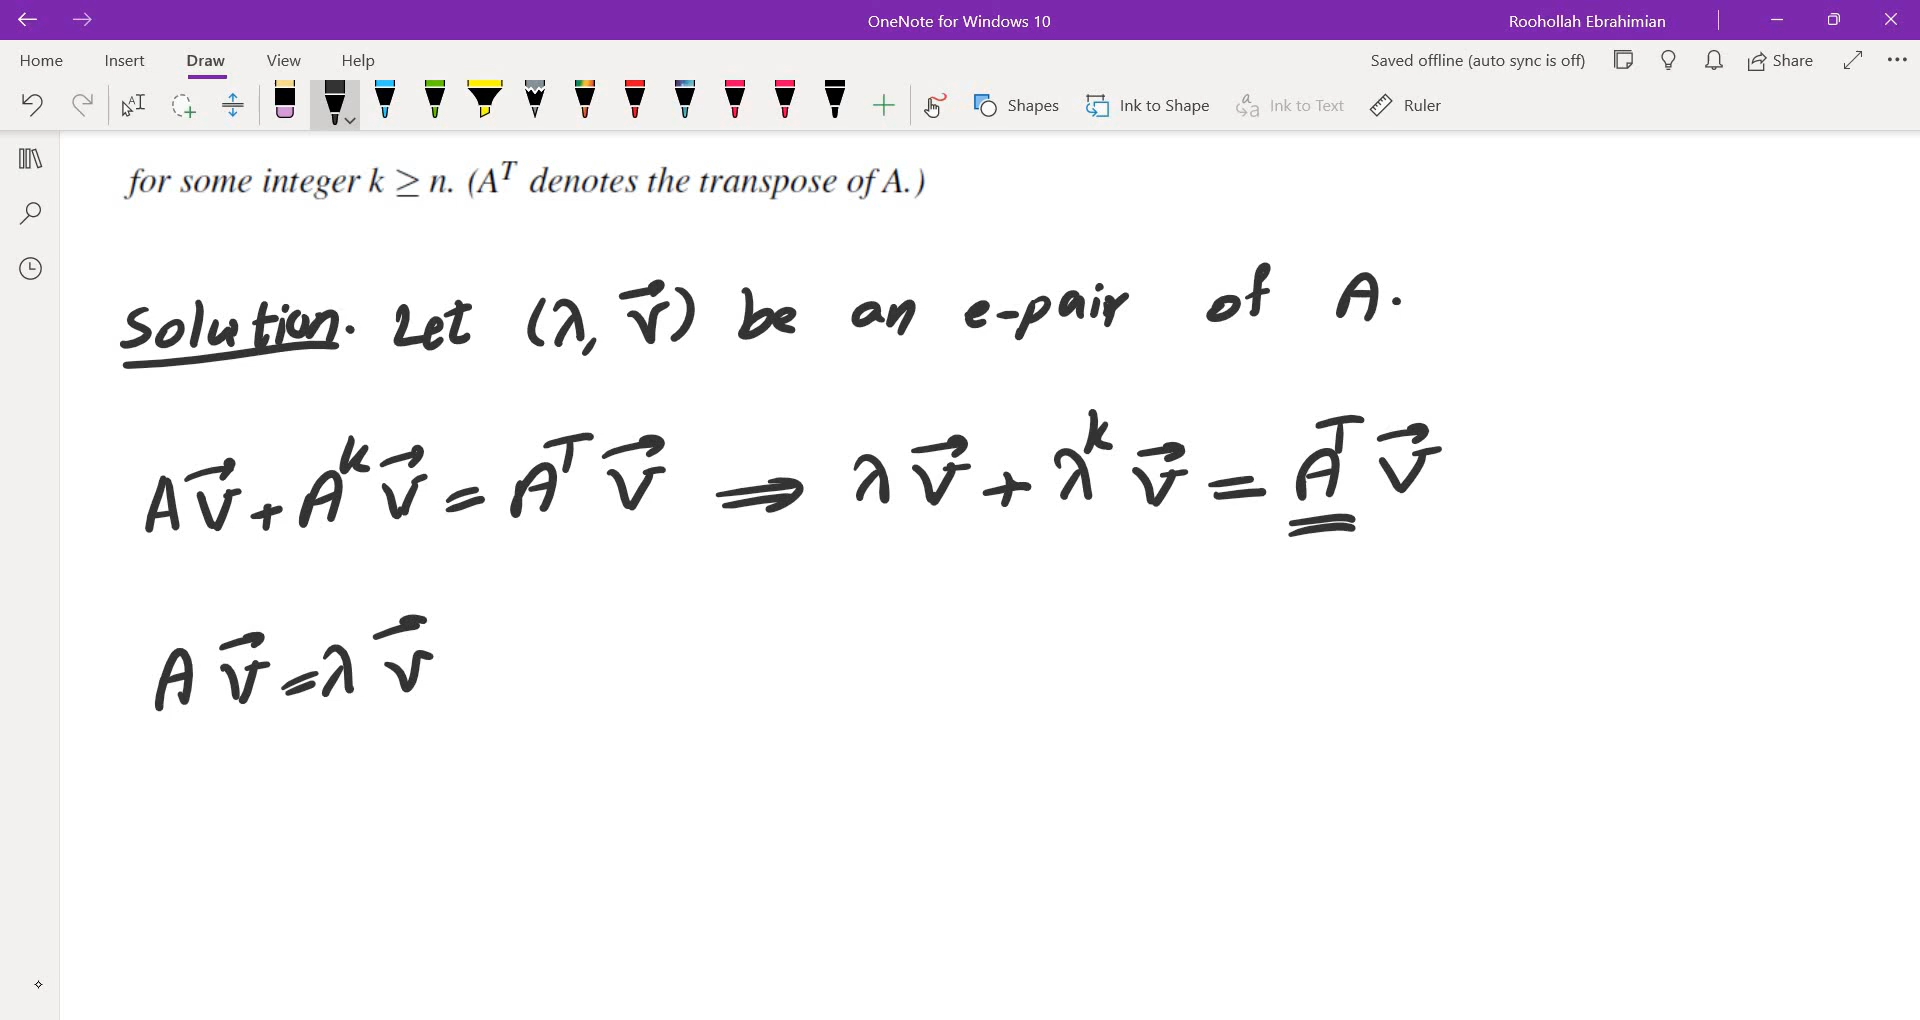 OneNote for Windows 10 Roohollah Ebrahimian
Home Insert Draw View Help Saved offline (auto sync is off) Share
Shapes Ink to Shape Ink to Text Ruler
for some integer k ≥ n. (A^T denotes the transpose of A.)
Solution. Let (λ, v⃗) be an e-pair of A.
Av⃗ + A^k v⃗ = A^T v⃗ ⟹ λv⃗ + λ^k v⃗ = A^T v⃗
Av⃗ = λv⃗